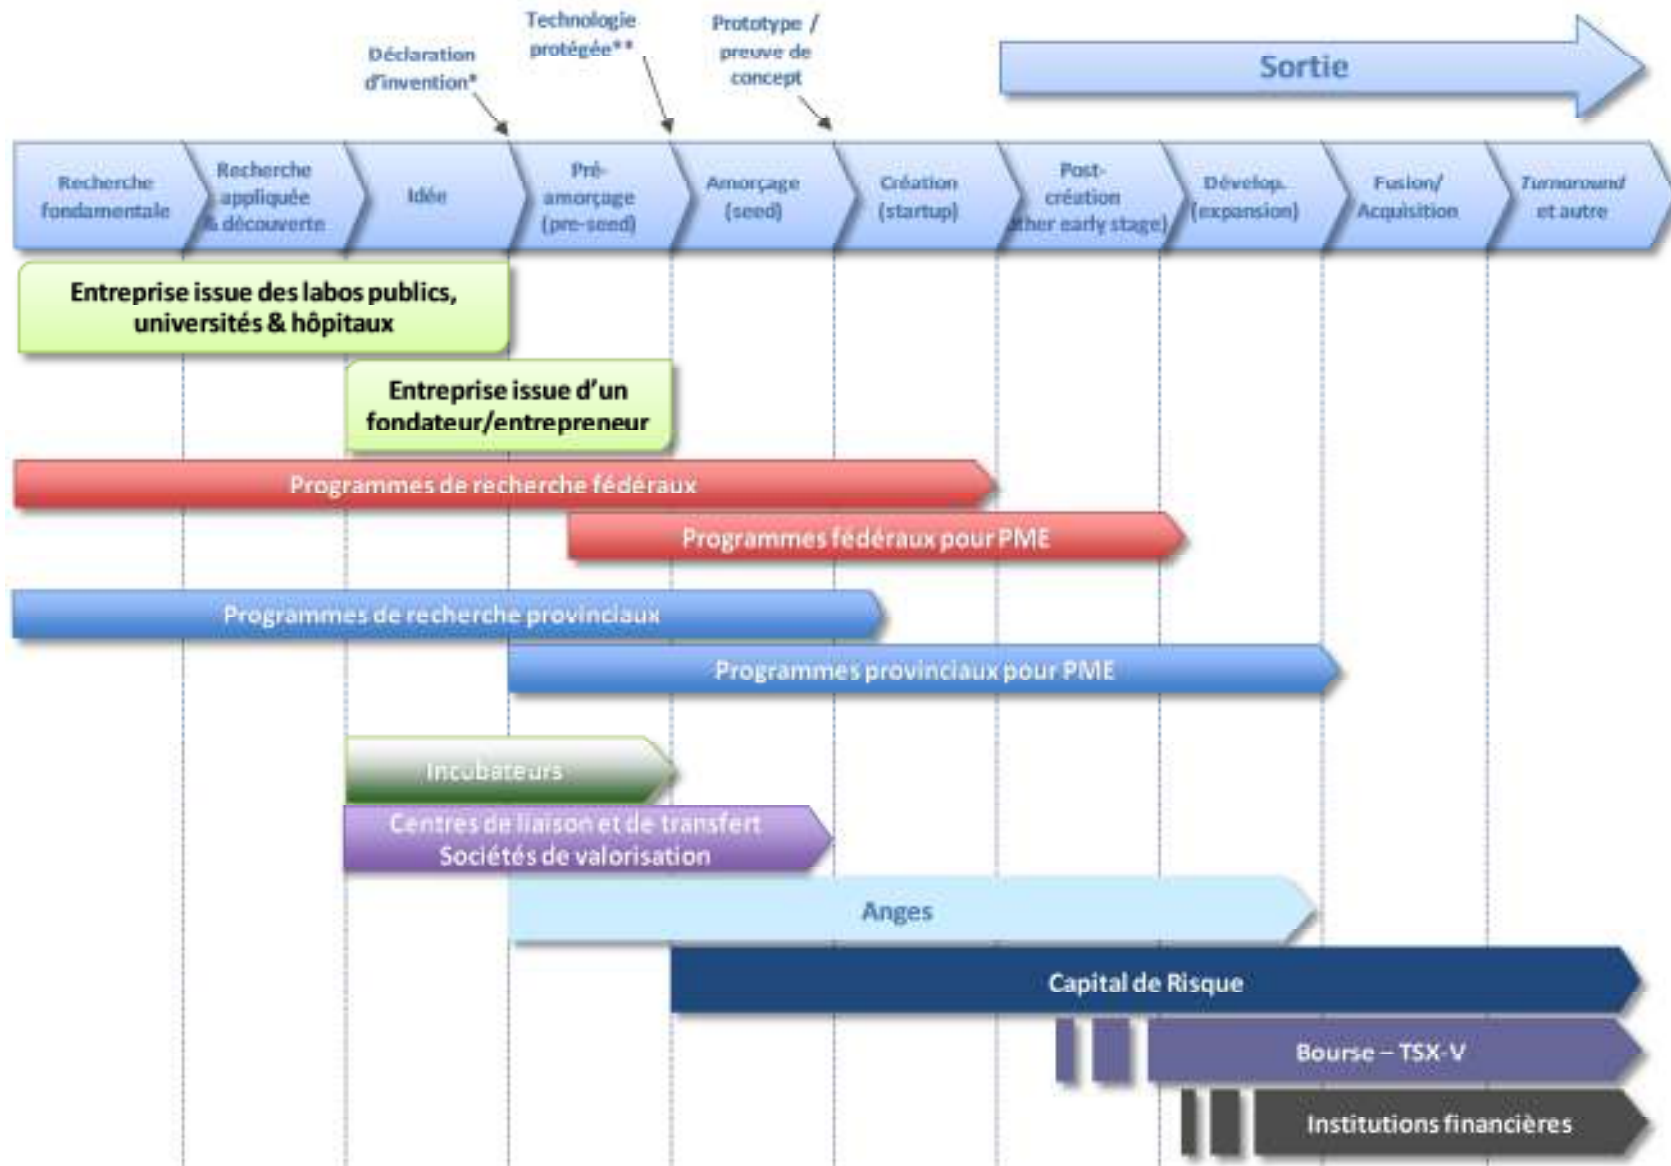 Technologie
protégée**
Prototype /
preuve de
concept
Déclaration
d'invention*
Sortie
Recherche
fondamentale
Recherche
appliquée
& découverte
Idée
Pré-
amorçage
(pre-seed)
Amorçage
(seed)
Création
(startup)
Post-
création
ther early stage)
Dévelop.
(expansion)
Fusion/
Acquisition
Turnaround
et autre
Entreprise issue des labos publics,
universités & hôpitaux
Entreprise issue d'un
fondateur/entrepreneur
Programmes de recherche fédéraux
Programmes fédéraux pour PME
Programmes de recherche provinciaux
Programmes provinciaux pour PME
Incubateurs
Centres de liaison et de transfert
Sociétés de valorisation
Anges
Capital de Risque
Bourse – TSX-V
Institutions financières